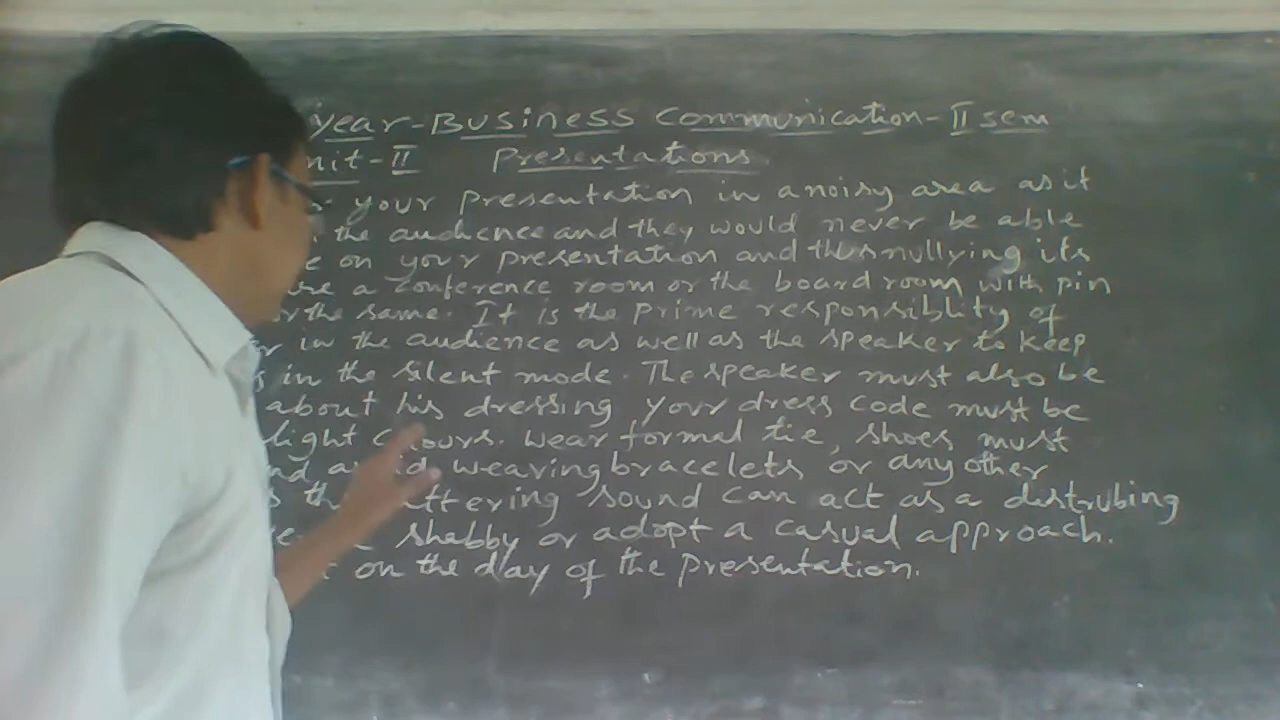 year-Business Communication-II sem
nit-II Presentations
your presentation in a noisy area as it
the audience and they would never be able
e on your presentation and thus nullying its
a conference room or the board room with pin
the same. It is the prime responsiblity of
in the audience as well as the speaker to keep
in the silent mode. The speaker must also be
about his dressing your dress code must be
light colours. Wear formal tie, shoes must
wearing bracelets or any other
ttering sound can act as a distrubing
shabby or adopt a casual approach.
on the day of the presentation.